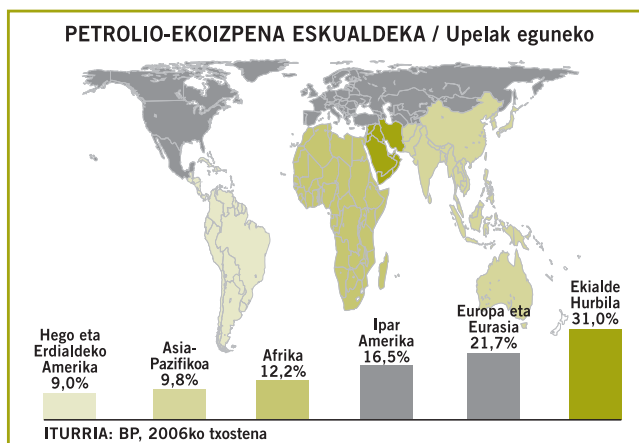 PETROLIO-EKOIZPENA ESKUALDEKA / Upelak eguneko
Hego eta
Erdialdeko
Amerika
9,0%
Asia-
Pazifikoa
9,8%
Afrika
12,2%
Ipar
Amerika
16,5%
Europa eta
Eurasia
21,7%
Ekialde
Hurbila
31,0%
ITURRIA: BP, 2006ko txostena